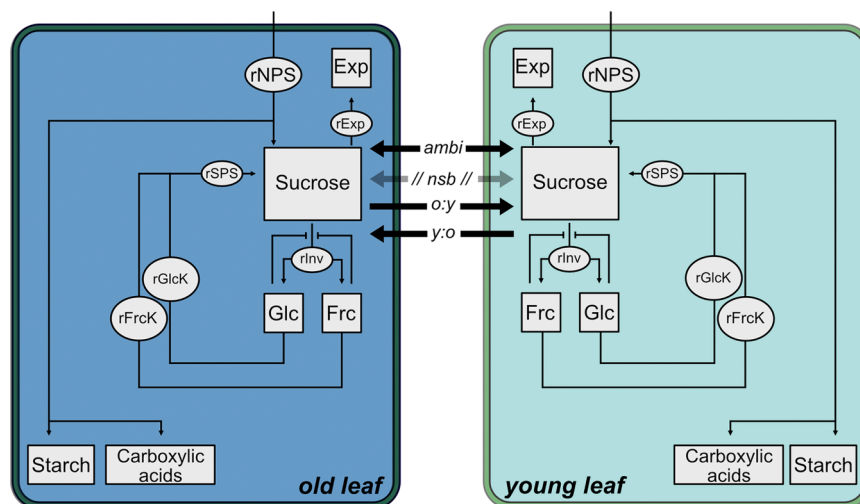 rNPS
Exp
rExp
rSPS
Sucrose
rGlcK
rFrcK
rInv
Glc
Frc
Starch
Carboxylic
acids
old leaf
ambi
// nsb //
o:y
y:o
Exp
rNPS
rExp
Sucrose
rSPS
rInv
rGlcK
rFrcK
Frc
Glc
Carboxylic
acids
Starch
young leaf